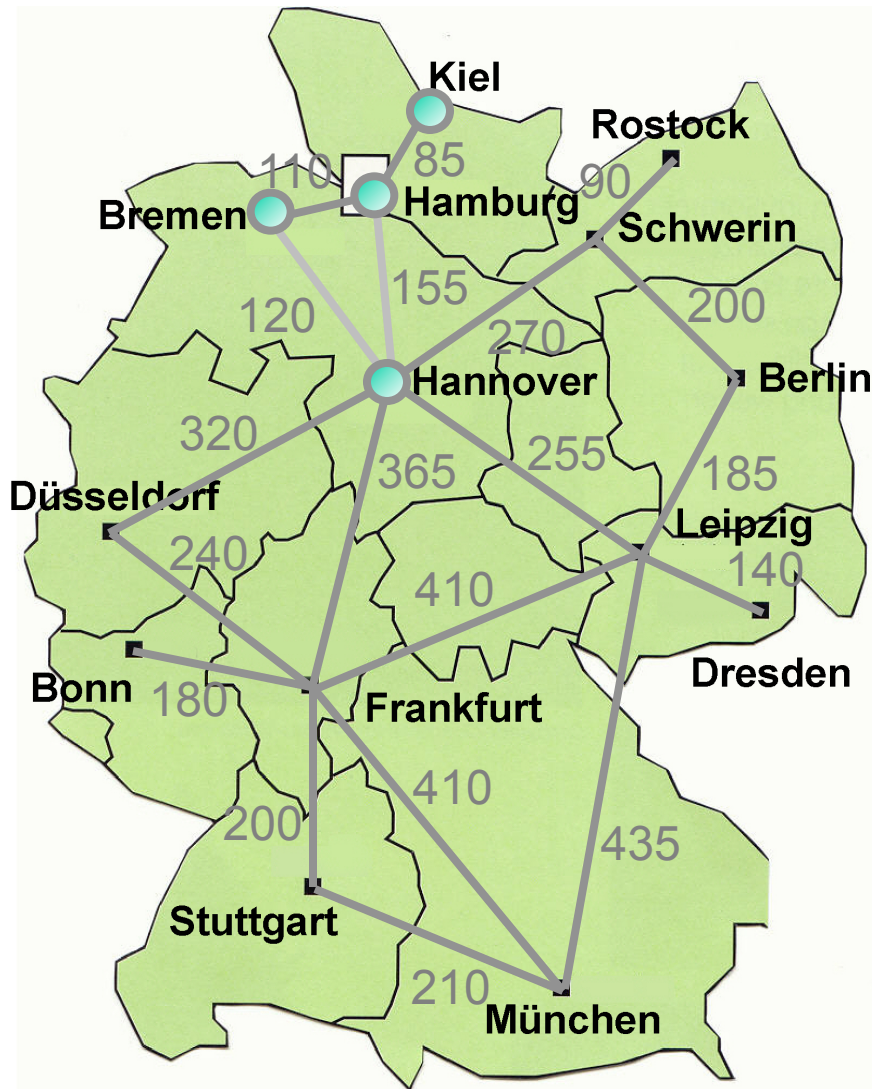 Kiel
Rostock
110
85
90
Bremen
Hamburg
Schwerin
155
200
120
270
Hannover
Berlin
320
255
365
185
Düsseldorf
Leipzig
240
140
410
Bonn
180
Dresden
Frankfurt
410
200
435
Stuttgart
210
München